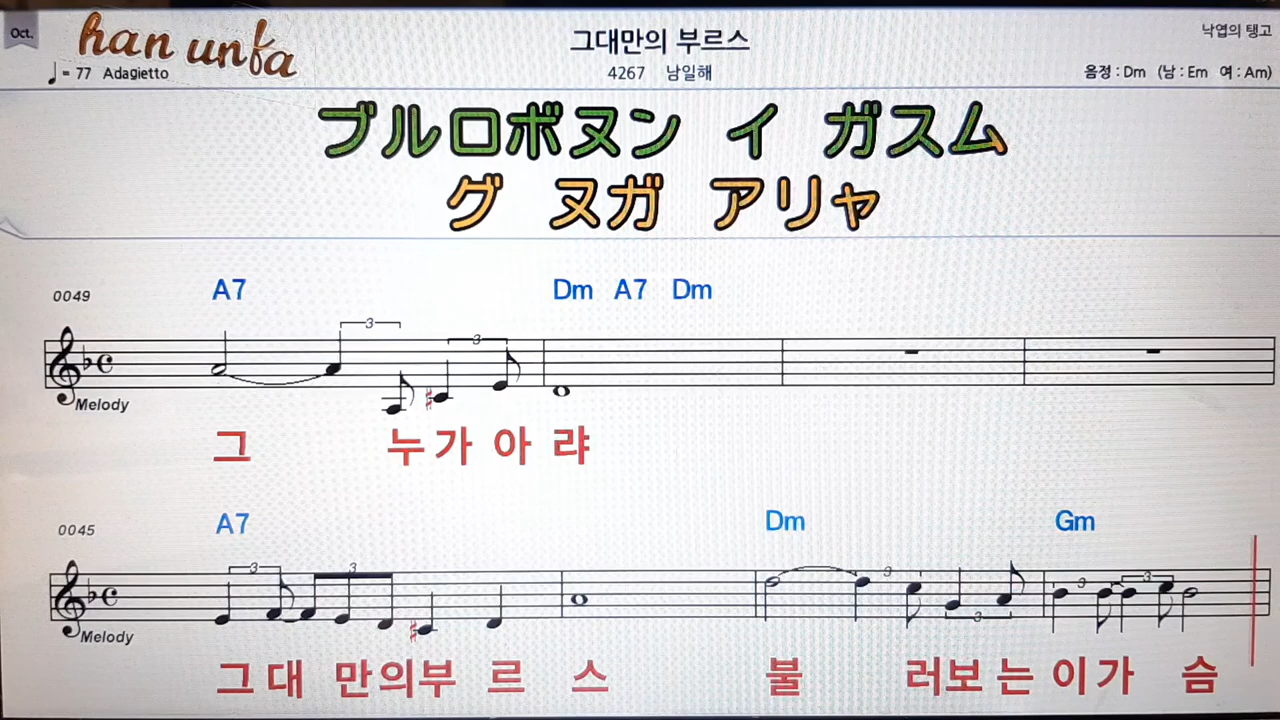 Oct.
han unfa
그대만의 부르스
낙엽의 탱고
♩= 77 Adagietto
4267 남일해
음정 : Dm (남 : Em 여 : Am)
ブルロボヌン イ ガスム
グ ヌガ アリャ
0049
A7 Dm A7 Dm
3 3
Melody
그 누가 아 랴
0045
A7 Dm Gm
3 3 3 3 3 3
Melody
그대 만의부 르 스 불 러보 는 이가 슴